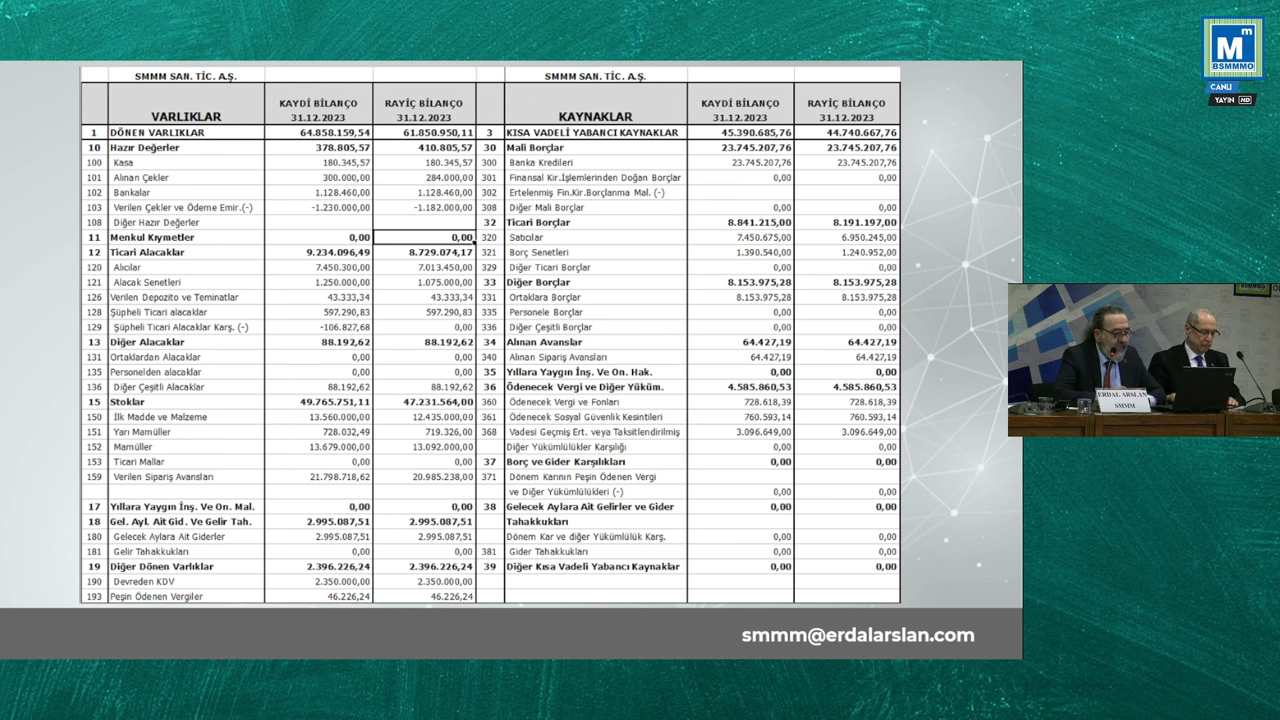 Mm
BSMMMO
CANLI
YAYIN HD
SMMM SAN. TİC. A.Ş. SMMM SAN. TİC. A.Ş.
VARLIKLAR KAYDİ BİLANÇO 31.12.2023 RAYİÇ BİLANÇO 31.12.2023 KAYNAKLAR KAYDİ BİLANÇO 31.12.2023 RAYİÇ BİLANÇO 31.12.2023
1 DÖNEN VARLIKLAR 64.858.159,54 61.850.950,11 3 KISA VADELİ YABANCI KAYNAKLAR 45.390.685,76 44.740.667,76
10 Hazır Değerler 378.805,57 410.805,57 30 Mali Borçlar 23.745.207,76 23.745.207,76
100 Kasa 180.345,57 180.345,57 300 Banka Kredileri 23.745.207,76 23.745.207,76
101 Alınan Çekler 300.000,00 284.000,00 301 Finansal Kir.İşlemlerinden Doğan Borçlar 0,00 0,00
102 Bankalar 1.128.460,00 1.128.460,00 302 Ertelenmiş Fin.Kir.Borçlanma Mal. (-)
103 Verilen Çekler ve Ödeme Emir.(-) -1.230.000,00 -1.182.000,00 308 Diğer Mali Borçlar 0,00 0,00
108 Diğer Hazır Değerler 32 Ticari Borçlar 8.841.215,00 8.191.197,00
11 Menkul Kıymetler 0,00 0,00 320 Satıcılar 7.450.675,00 6.950.245,00
12 Ticari Alacaklar 9.234.096,49 8.729.074,17 321 Borç Senetleri 1.390.540,00 1.240.952,00
120 Alıcılar 7.450.300,00 7.013.450,00 329 Diğer Ticari Borçlar 0,00 0,00
121 Alacak Senetleri 1.250.000,00 1.075.000,00 33 Diğer Borçlar 8.153.975,28 8.153.975,28
126 Verilen Depozito ve Teminatlar 43.333,34 43.333,34 331 Ortaklara Borçlar 8.153.975,28 8.153.975,28
128 Şüpheli Ticari alacaklar 597.290,83 597.290,83 335 Personele Borçlar 0,00 0,00
129 Şüpheli Ticari Alacaklar Karş. (-) -106.827,68 0,00 336 Diğer Çeşitli Borçlar 0,00 0,00
13 Diğer Alacaklar 88.192,62 88.192,62 34 Alınan Avanslar 64.427,19 64.427,19
131 Ortaklardan Alacaklar 0,00 0,00 340 Alınan Sipariş Avansları 64.427,19 64.427,19
135 Personelden alacaklar 0,00 0,00 35 Yıllara Yaygın İnş. Ve On. Hak. 0,00 0,00
136 Diğer Çeşitli Alacaklar 88.192,62 88.192,62 36 Ödenecek Vergi ve Diğer Yüküm. 4.585.860,53 4.585.860,53
15 Stoklar 49.765.751,11 47.231.564,00 360 Ödenecek Vergi ve Fonları 728.618,39 728.618,39
150 İlk Madde ve Malzeme 13.560.000,00 12.435.000,00 361 Ödenecek Sosyal Güvenlik Kesintileri 760.593,14 760.593,14
151 Yarı Mamüller 728.032,49 719.326,00 368 Vadesi Geçmiş Ert. veya Taksitlendirilmiş 3.096.649,00 3.096.649,00
152 Mamüller 13.679.000,00 13.092.000,00 Diğer Yükümlülükler Karşılığı 0,00 0,00
153 Ticari Mallar 0,00 0,00 37 Borç ve Gider Karşılıkları 0,00 0,00
159 Verilen Sipariş Avansları 21.798.718,62 20.985.238,00 371 Dönem Karının Peşin Ödenen Vergi
ve Diğer Yükümlülükleri (-) 0,00 0,00
17 Yıllara Yaygın İnş. Ve On. Mal. 0,00 0,00 38 Gelecek Aylara Ait Gelirler ve Gider 0,00 0,00
18 Gel. Ayl. Ait Gid. Ve Gelir Tah. 2.995.087,51 2.995.087,51 Tahakkukları
180 Gelecek Aylara Ait Giderler 2.995.087,51 2.995.087,51 Dönem Kar ve diğer Yükümlülük Karş. 0,00 0,00
181 Gelir Tahakkukları 0,00 0,00 381 Gider Tahakkukları 0,00 0,00
19 Diğer Dönen Varlıklar 2.396.226,24 2.396.226,24 39 Diğer Kısa Vadeli Yabancı Kaynaklar 0,00 0,00
190 Devreden KDV 2.350.000,00 2.350.000,00
193 Peşin Ödenen Vergiler 46.226,24 46.226,24
ERDAL ARSLAN
SMMM
smmm@erdalarslan.com